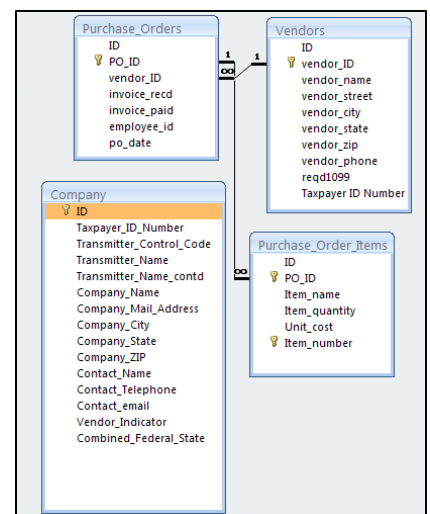 Purchase_Orders
ID
PO_ID
vendor_ID
invoice_recd
invoice_paid
employee_id
po_date
1
∞
1
Vendors
ID
vendor_ID
vendor_name
vendor_street
vendor_city
vendor_state
vendor_zip
vendor_phone
reqd1099
Taxpayer ID Number
Company
ID
Taxpayer_ID_Number
Transmitter_Control_Code
Transmitter_Name
Transmitter_Name_contd
Company_Name
Company_Mail_Address
Company_City
Company_State
Company_ZIP
Contact_Name
Contact_Telephone
Contact_email
Vendor_Indicator
Combined_Federal_State
∞
Purchase_Order_Items
ID
PO_ID
Item_name
Item_quantity
Unit_cost
Item_number